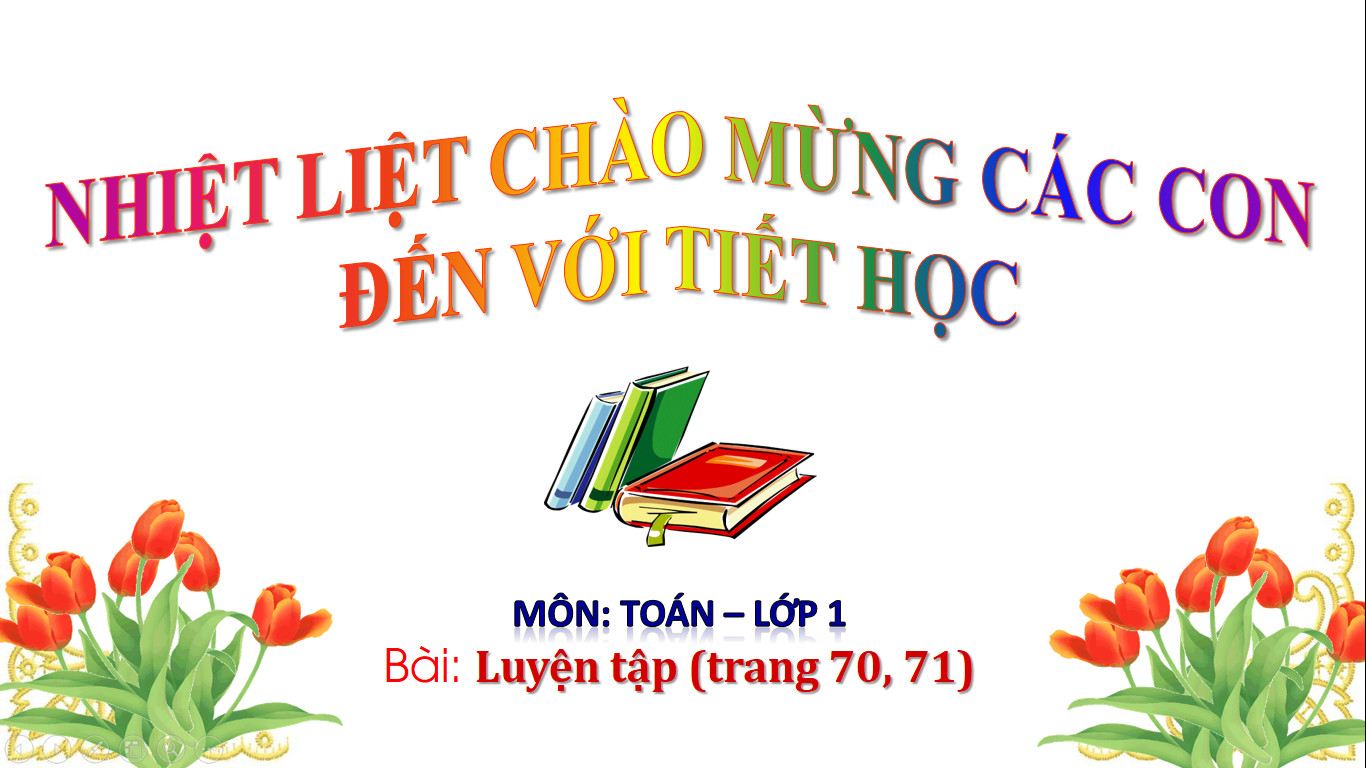 NHIỆT LIỆT CHÀO MỪNG CÁC CON
ĐẾN VỚI TIẾT HỌC
MÔN: TOÁN – LỚP 1
Bài: Luyện tập (trang 70, 71)